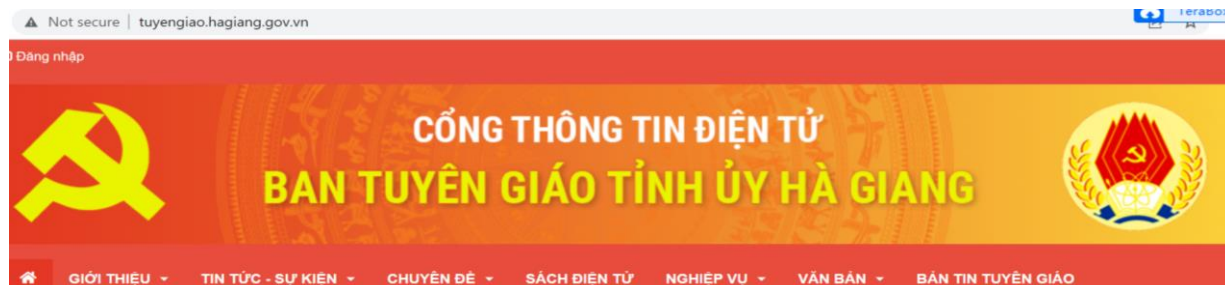 Not secure tuyengiao.hagiang.gov.vn
TeraBox
Đăng nhập
CỔNG THÔNG TIN ĐIỆN TỬ
BAN TUYÊN GIÁO TỈNH ỦY HÀ GIANG
GIỚI THIỆU TIN TỨC - SỰ KIỆN CHUYÊN ĐỀ SÁCH ĐIỆN TỬ NGHIỆP VỤ VĂN BẢN BẢN TIN TUYÊN GIÁO